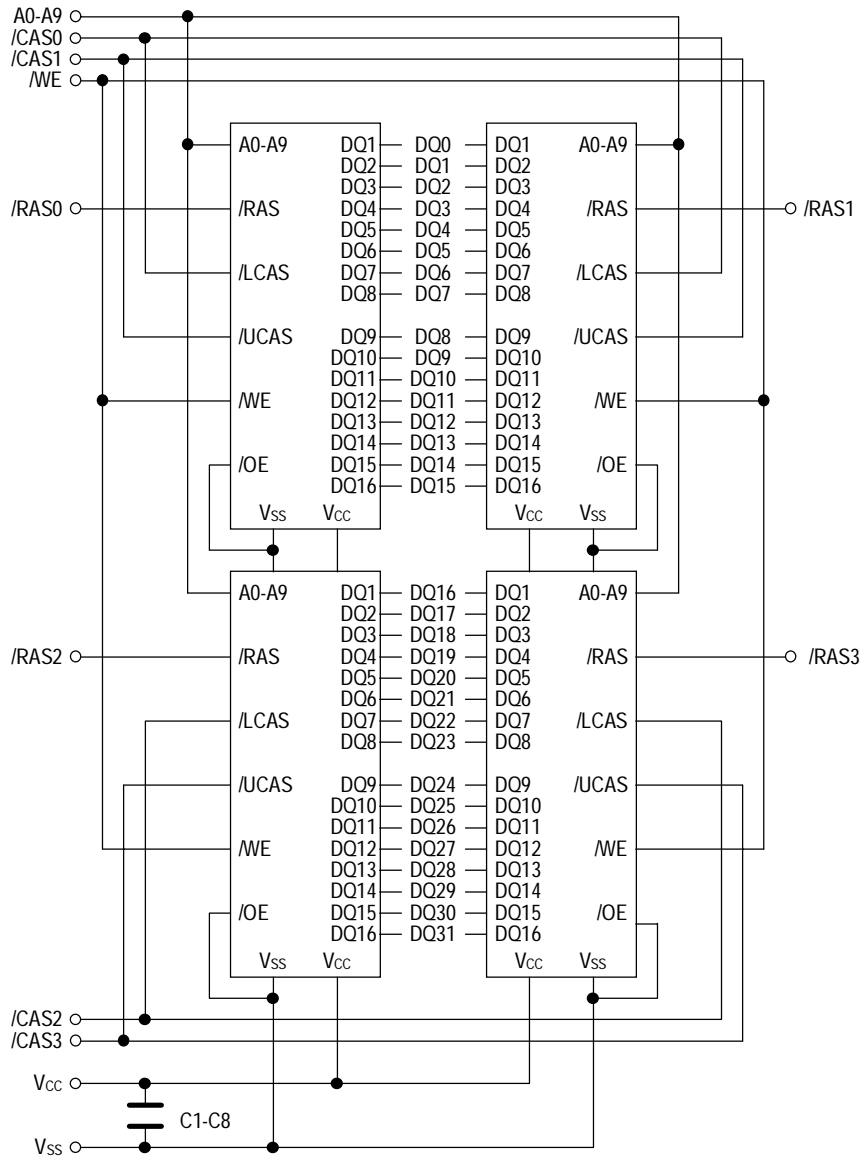 A0-A9
/CAS0
/CAS1
/WE
A0-A9 DQ1 DQ0 DQ1 A0-A9
DQ2 DQ1 DQ2
DQ3 DQ2 DQ3
/RAS0 /RAS DQ4 DQ3 DQ4 /RAS /RAS1
DQ5 DQ4 DQ5
DQ6 DQ5 DQ6
/LCAS DQ7 DQ6 DQ7 /LCAS
DQ8 DQ7 DQ8
/UCAS DQ9 DQ8 DQ9 /UCAS
DQ10 DQ9 DQ10
DQ11 DQ10 DQ11
/WE DQ12 DQ11 DQ12 /WE
DQ13 DQ12 DQ13
DQ14 DQ13 DQ14
/OE DQ15 DQ14 DQ15 /OE
DQ16 DQ15 DQ16
VSS VCC VCC VSS
A0-A9 DQ1 DQ16 DQ1 A0-A9
DQ2 DQ17 DQ2
DQ3 DQ18 DQ3
/RAS2 /RAS DQ4 DQ19 DQ4 /RAS /RAS3
DQ5 DQ20 DQ5
DQ6 DQ21 DQ6
/LCAS DQ7 DQ22 DQ7 /LCAS
DQ8 DQ23 DQ8
/UCAS DQ9 DQ24 DQ9 /UCAS
DQ10 DQ25 DQ10
DQ11 DQ26 DQ11
/WE DQ12 DQ27 DQ12 /WE
DQ13 DQ28 DQ13
DQ14 DQ29 DQ14
/OE DQ15 DQ30 DQ15 /OE
DQ16 DQ31 DQ16
VSS VCC VCC VSS
/CAS2
/CAS3
VCC
C1-C8
VSS